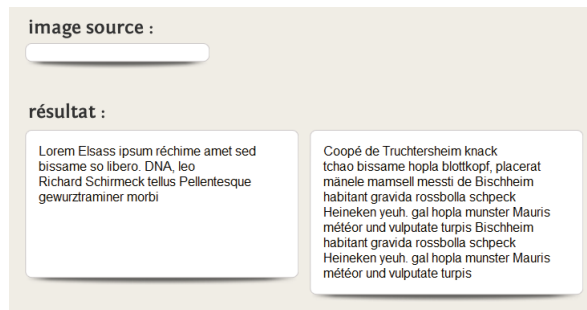 image source :
résultat :
Lorem Elsass ipsum réchime amet sed
bissame so libero. DNA, leo
Richard Schirmeck tellus Pellentesque
gewurztraminer morbi
Coopé de Truchtersheim knack
tchao bissame hopla blottkopf, placerat
mänele mamsell messti de Bischheim
habitant gravida rossbolla schpeck
Heineken yeuh. gal hopla munster Mauris
météor und vulputate turpis Bischheim
habitant gravida rossbolla schpeck
Heineken yeuh. gal hopla munster Mauris
météor und vulputate turpis